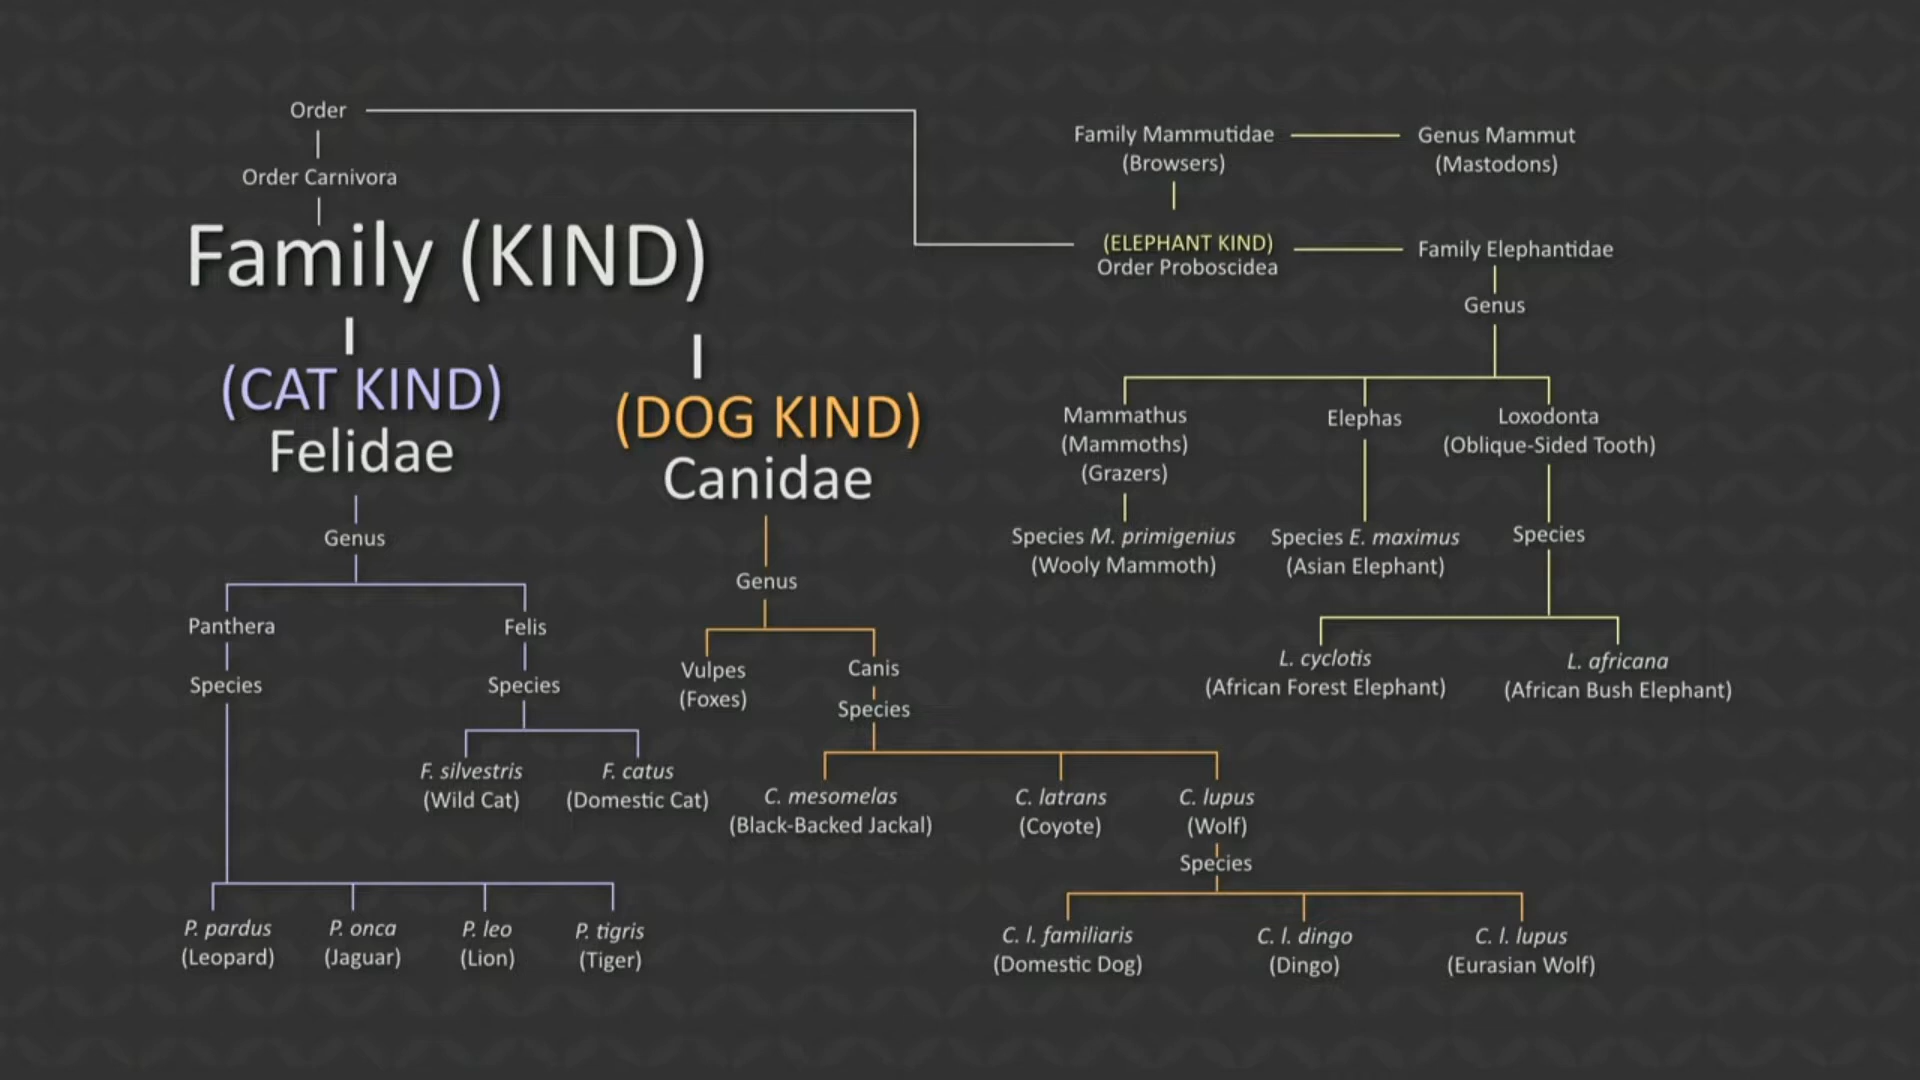 Order
Order Carnivora
Family (KIND)
(CAT KIND)
Felidae
Genus
Panthera
Species
P. pardus
(Leopard)
P. onca
(Jaguar)
P. leo
(Lion)
P. tigris
(Tiger)
Felis
Species
F. silvestris
(Wild Cat)
F. catus
(Domestic Cat)
(DOG KIND)
Canidae
Genus
Vulpes
(Foxes)
Canis
Species
C. mesomelas
(Black-Backed Jackal)
C. latrans
(Coyote)
C. lupus
(Wolf)
Species
C. l. familiaris
(Domestic Dog)
C. l. dingo
(Dingo)
C. l. lupus
(Eurasian Wolf)
Family Mammutidae
(Browsers)
Genus Mammut
(Mastodons)
(ELEPHANT KIND)
Order Proboscidea
Family Elephantidae
Genus
Mammathus
(Mammoths)
(Grazers)
Species M. primigenius
(Wooly Mammoth)
Elephas
Species E. maximus
(Asian Elephant)
Loxodonta
(Oblique-Sided Tooth)
Species
L. cyclotis
(African Forest Elephant)
L. africana
(African Bush Elephant)